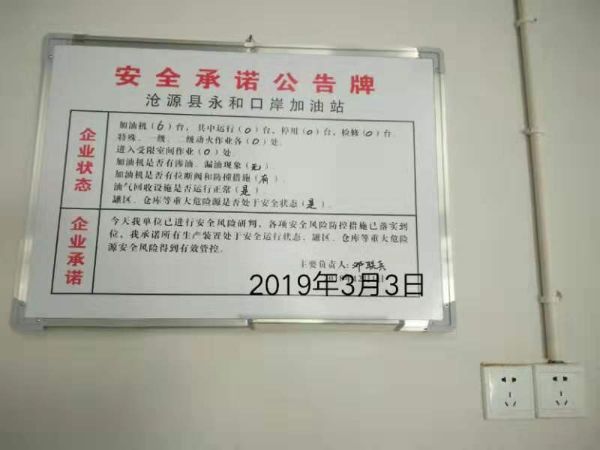 安全承诺公告牌
沧源县永和口岸加油站
企业状态
加油机（6）台，其中运行（0）台，停用（0）台，检修（0）台．
特殊、一级、二级动火作业各（0）处．
进入受限空间作业（0）处．
加油机是否有渗油、漏油现象（无）
加油机是否有拉断阀和防撞措施（有）
油气回收设施是否运行正常（是）
罐区、仓库等重大危险源是否处于安全状态（是）．
企业承诺
今天我单位已进行安全风险研判，各项安全风险防控措施已落实到
位，我承诺所有生产装置处于安全运行状态，罐区、仓库等重大危险
源安全风险得到有效管控．
主要负责人：
2019年3月3日